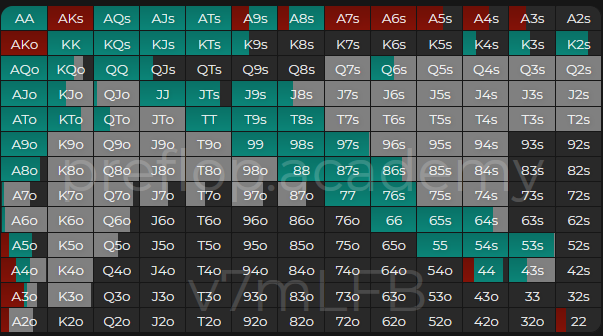 AA AKs AQs AJs ATs A9s A8s A7s A6s A5s A4s A3s A2s
AKo KK KQs KJs KTs K9s K8s K7s K6s K5s K4s K3s K2s
AQo KQo QQ QJs QTs Q9s Q8s Q7s Q6s Q5s Q4s Q3s Q2s
AJo KJo QJo JJ JTs J9s J8s J7s J6s J5s J4s J3s J2s
ATo KTo QTo JTo TT T9s T8s T7s T6s T5s T4s T3s T2s
A9o K9o Q9o J9o T9o 99 98s 97s 96s 95s 94s 93s 92s
A8o K8o Q8o J8o T8o 98o 88 87s 86s 85s 84s 83s 82s
preflop.academy
A7o K7o Q7o J7o T7o 97o 87o 77 76s 75s 74s 73s 72s
A6o K6o Q6o J6o T6o 96o 86o 76o 66 65s 64s 63s 62s
A5o K5o Q5o J5o T5o 95o 85o 75o 65o 55 54s 53s 52s
A4o K4o Q4o J4o T4o 94o 84o 74o 64o 54o 44 43s 42s
v7mLFB
A3o K3o Q3o J3o T3o 93o 83o 73o 63o 53o 43o 33 32s
A2o K2o Q2o J2o T2o 92o 82o 72o 62o 52o 42o 32o 22